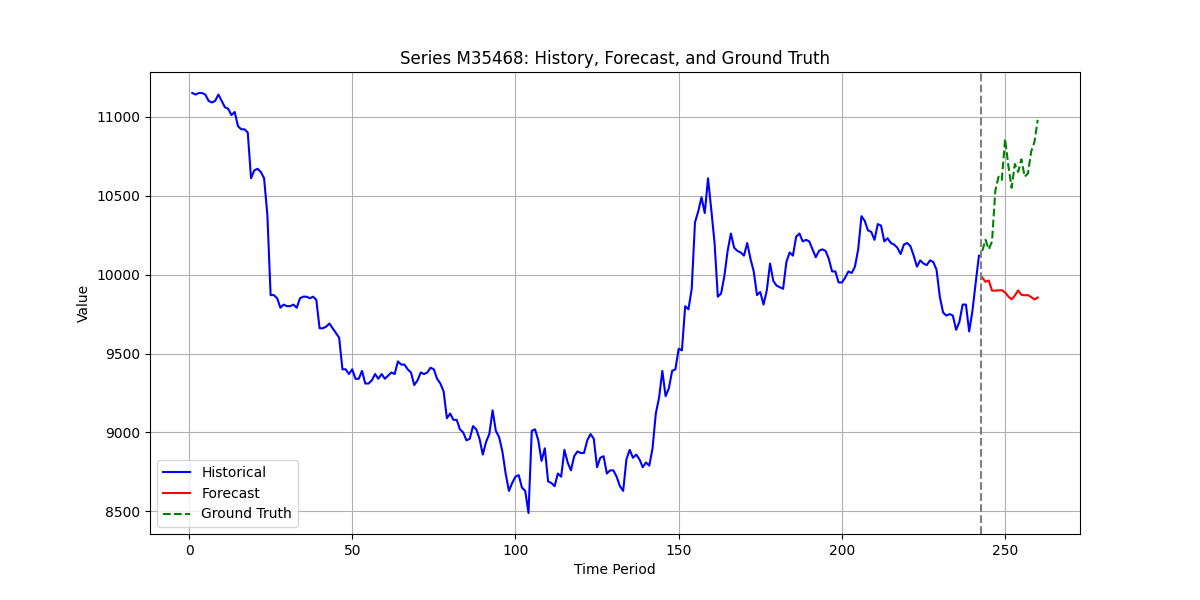 Series M35468: History, Forecast, and Ground Truth
Value
11000
10500
10000
9500
9000
8500
Historical
Forecast
Ground Truth
0
50
100
150
200
250
Time Period